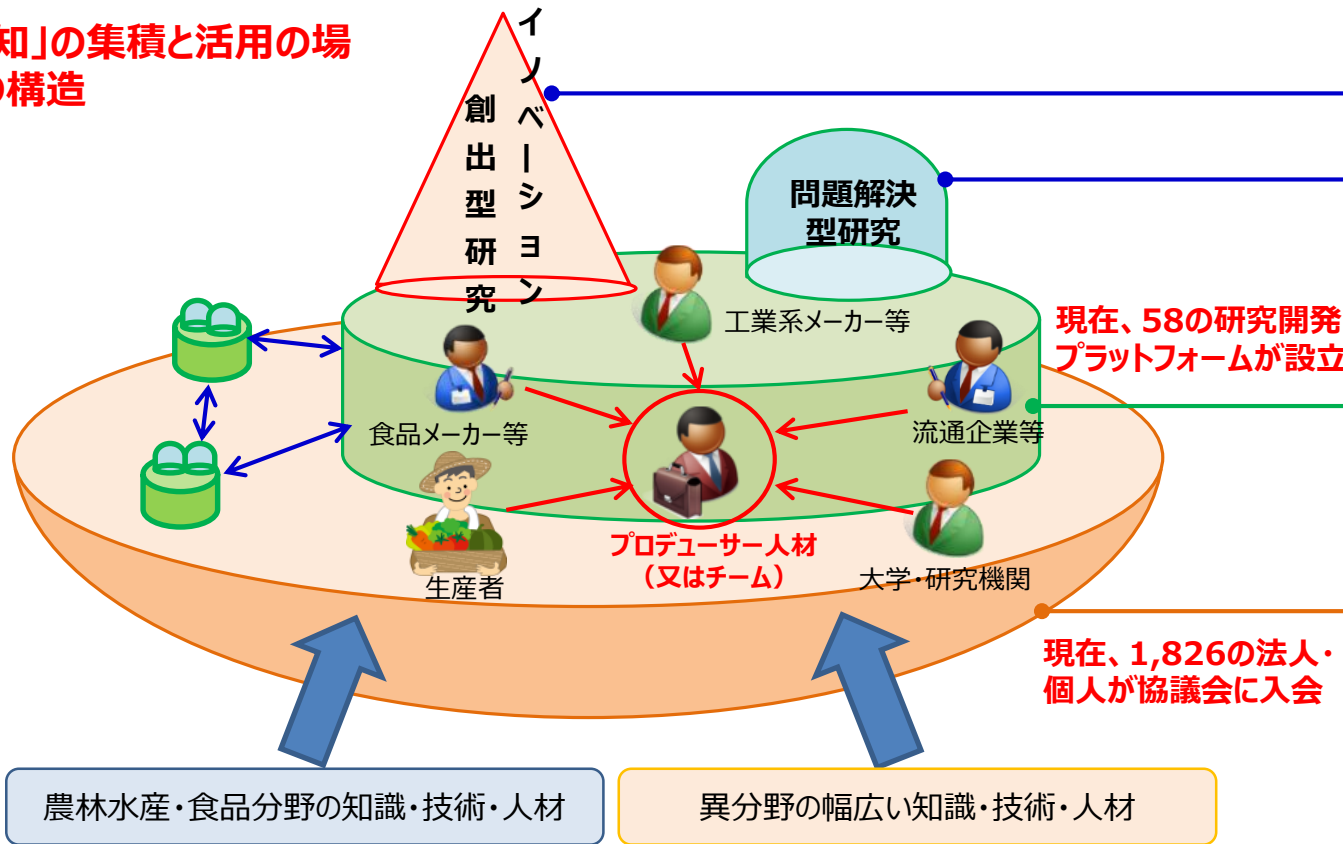 知」の集積と活用の場
の構造
イノベーション
創出型研究
問題解決
型研究
工業系メーカー等
現在、58の研究開発
プラットフォームが設立
食品メーカー等
流通企業等
プロデューサー人材
（又はチーム）
生産者
大学・研究機関
現在、1,826の法人・
個人が協議会に入会
農林水産・食品分野の知識・技術・人材
異分野の幅広い知識・技術・人材